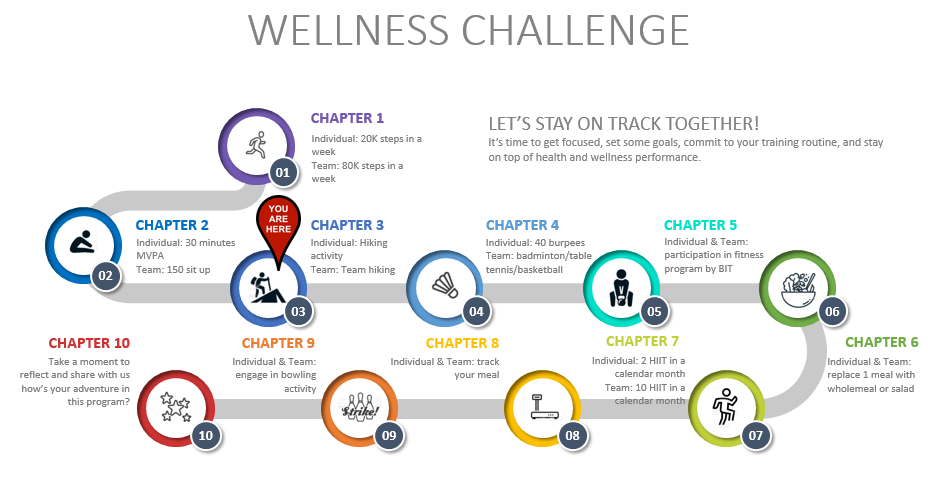 WELLNESS CHALLENGE
CHAPTER 1
Individual: 20K steps in a
week
Team: 80K steps in a
week
01
LET'S STAY ON TRACK TOGETHER!
It's time to get focused, set some goals, commit to your training routine, and stay
on top of health and wellness performance.
CHAPTER 2
Individual: 30 minutes
MVPA
Team: 150 sit up
02
YOU
ARE
HERE
CHAPTER 3
Individual: Hiking
activity
Team: Team hiking
03
CHAPTER 4
Individual: 40 burpees
Team: badminton/table
tennis/basketball
04
CHAPTER 5
Individual & Team:
participation in fitness
program by BIT
05
06
CHAPTER 6
Individual & Team:
replace 1 meal with
wholemeal or salad
CHAPTER 7
Individual: 2 HIIT in a
calendar month
Team: 10 HIIT in a
calendar month
07
CHAPTER 8
Individual & Team: track
your meal
08
CHAPTER 9
Individual & Team:
engage in bowling
activity
Strike!
09
CHAPTER 10
Take a moment to
reflect and share with us
how's your adventure in
this program?
10